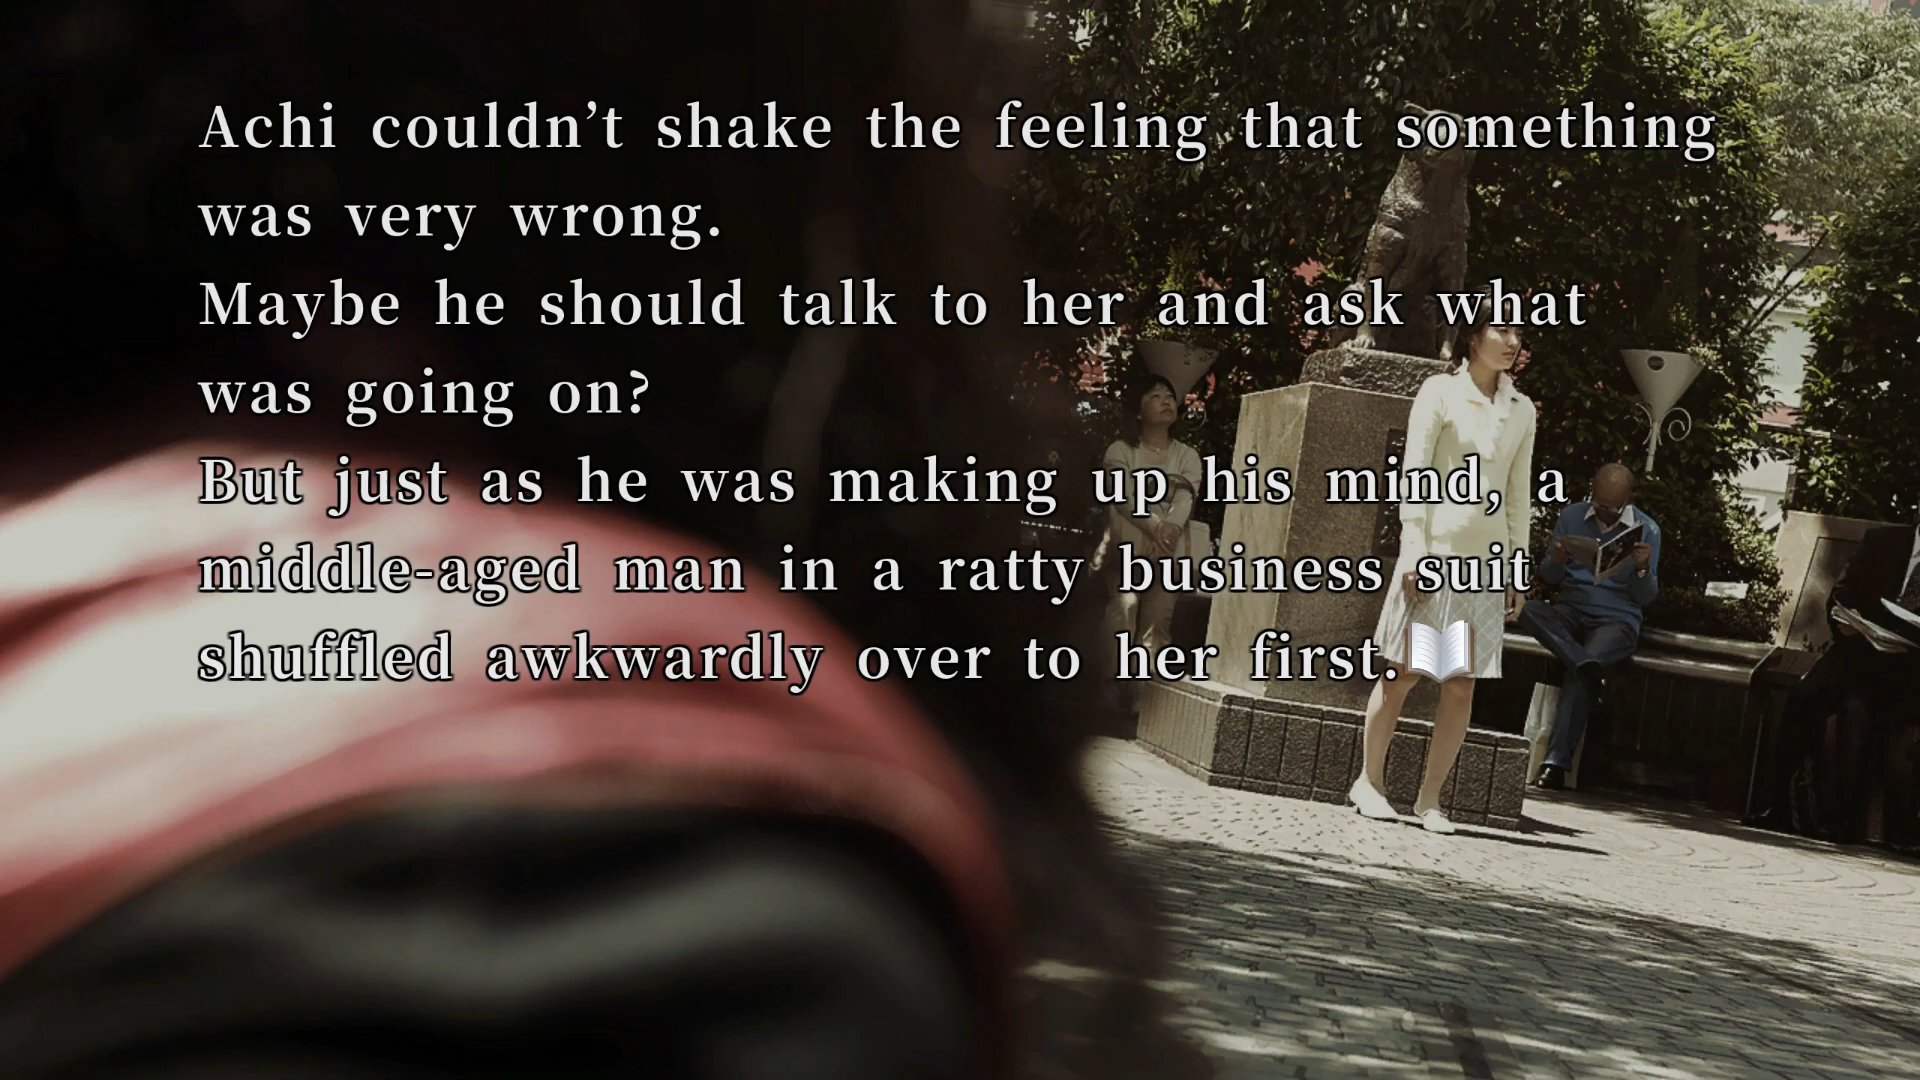 Achi couldn’t shake the feeling that something
was very wrong.
Maybe he should talk to her and ask what
was going on?
But just as he was making up his mind, a
middle-aged man in a ratty business suit
shuffled awkwardly over to her first.